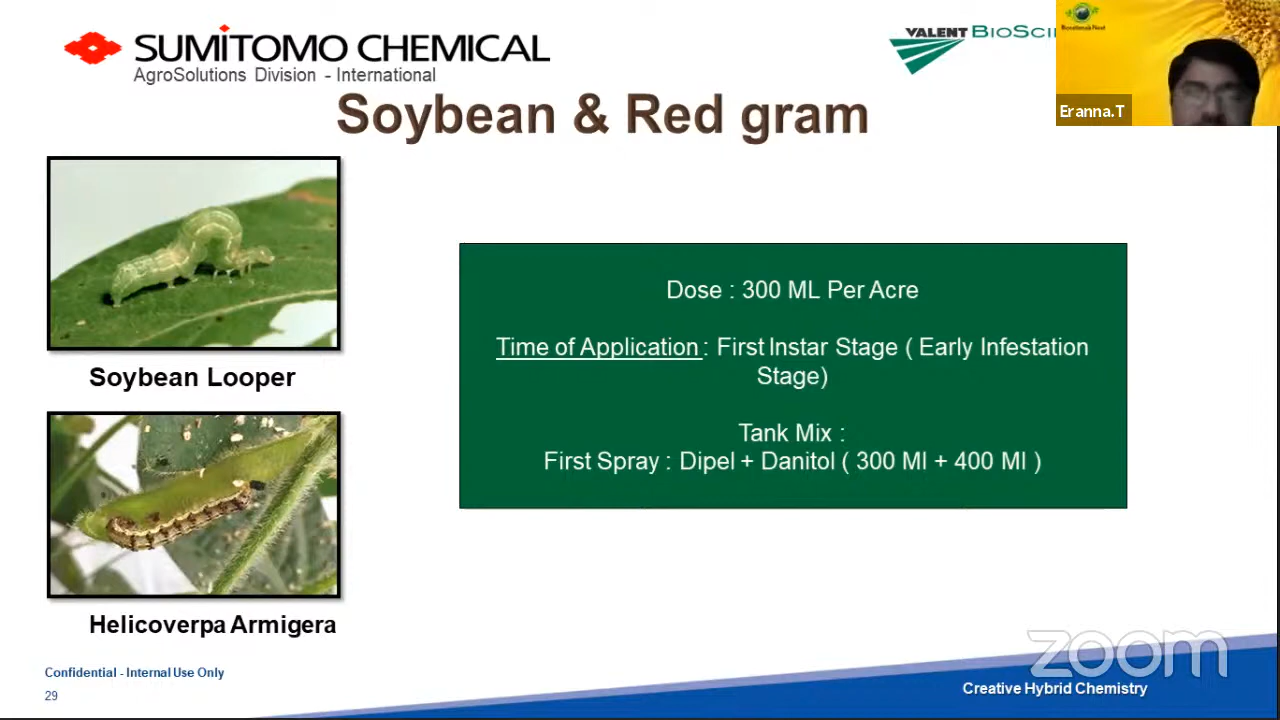 SUMITOMO CHEMICAL
AgroSolutions Division - International
VALENT BIOSCI
Soybean & Red gram
Eranna.T
Soybean Looper
Helicoverpa Armigera
Dose : 300 ML Per Acre
Time of Application : First Instar Stage ( Early Infestation
Stage)
Tank Mix :
First Spray : Dipel + Danitol ( 300 Ml + 400 Ml )
zoom
Confidential - Internal Use Only
29
Creative Hybrid Chemistry